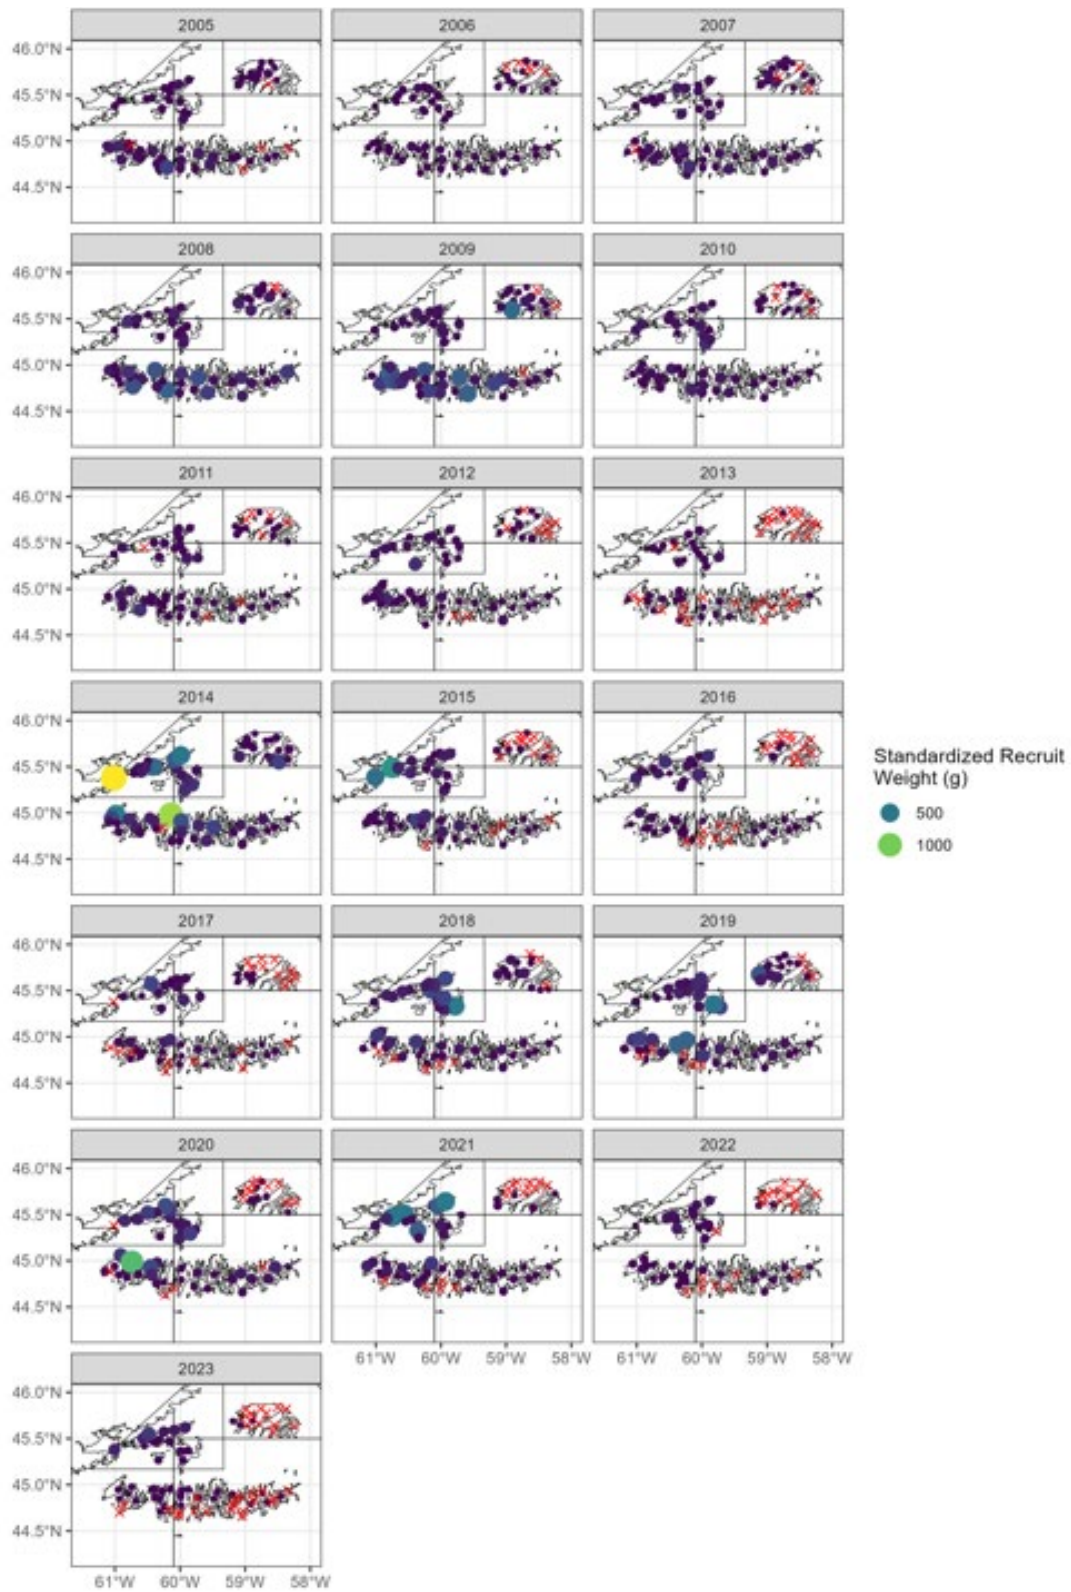 2005 2006 2007
46.0°N
45.5°N
45.0°N
44.5°N
2008 2009 2010
46.0°N
45.5°N
45.0°N
44.5°N
2011 2012 2013
46.0°N
45.5°N
45.0°N
44.5°N
2014 2015 2016
46.0°N
45.5°N
45.0°N
44.5°N
Standardized Recruit
Weight (g)
500
1000
2017 2018 2019
46.0°N
45.5°N
45.0°N
44.5°N
2020 2021 2022
46.0°N
45.5°N
45.0°N
44.5°N
61°W 60°W 59°W 58°W 61°W 60°W 59°W 58°W
2023
46.0°N
45.5°N
45.0°N
44.5°N
61°W 60°W 59°W 58°W